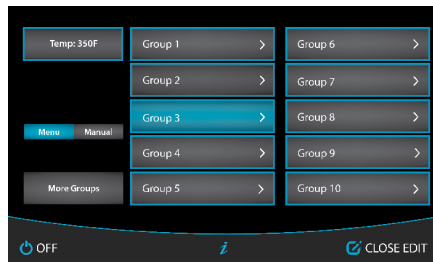 Temp: 350F
Group 1
Group 6
Group 2
Group 7
Group 3
Group 8
Menu
Manual
Group 4
Group 9
More Groups
Group 5
Group 10
OFF
i
CLOSE EDIT